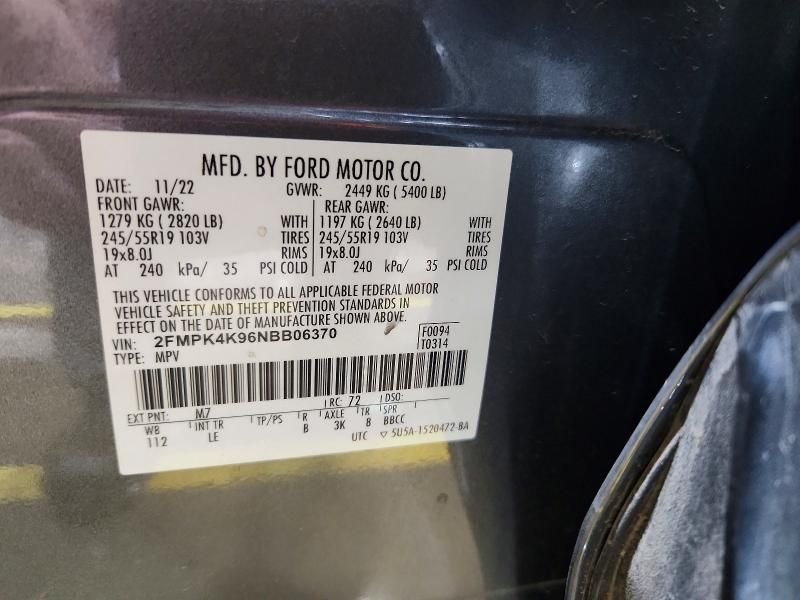 MFD. BY FORD MOTOR CO.
DATE: 11/22 GVWR: 2449 KG ( 5400 LB)
FRONT GAWR: REAR GAWR:
1279 KG ( 2820 LB) WITH 1197 KG ( 2640 LB) WITH
245/55R19 103V TIRES 245/55R19 103V TIRES
19x8.0J RIMS 19x8.0J RIMS
AT 240 kPa/ 35 PSI COLD AT 240 kPa/ 35 PSI COLD
THIS VEHICLE CONFORMS TO ALL APPLICABLE FEDERAL MOTOR
VEHICLE SAFETY AND THEFT PREVENTION STANDARDS IN
EFFECT ON THE DATE OF MANUFACTURE SHOWN ABOVE.
VIN: 2FMPK4K96NBB06370 F0094
TYPE: MPV T0314
EXT PNT: M7 RC: 72 DSO:
WB INT TR TP/PS R AXLE TR SPR
112 LE B 3K 8 BBCC
UTC ▽ 5U5A-1520472-BA